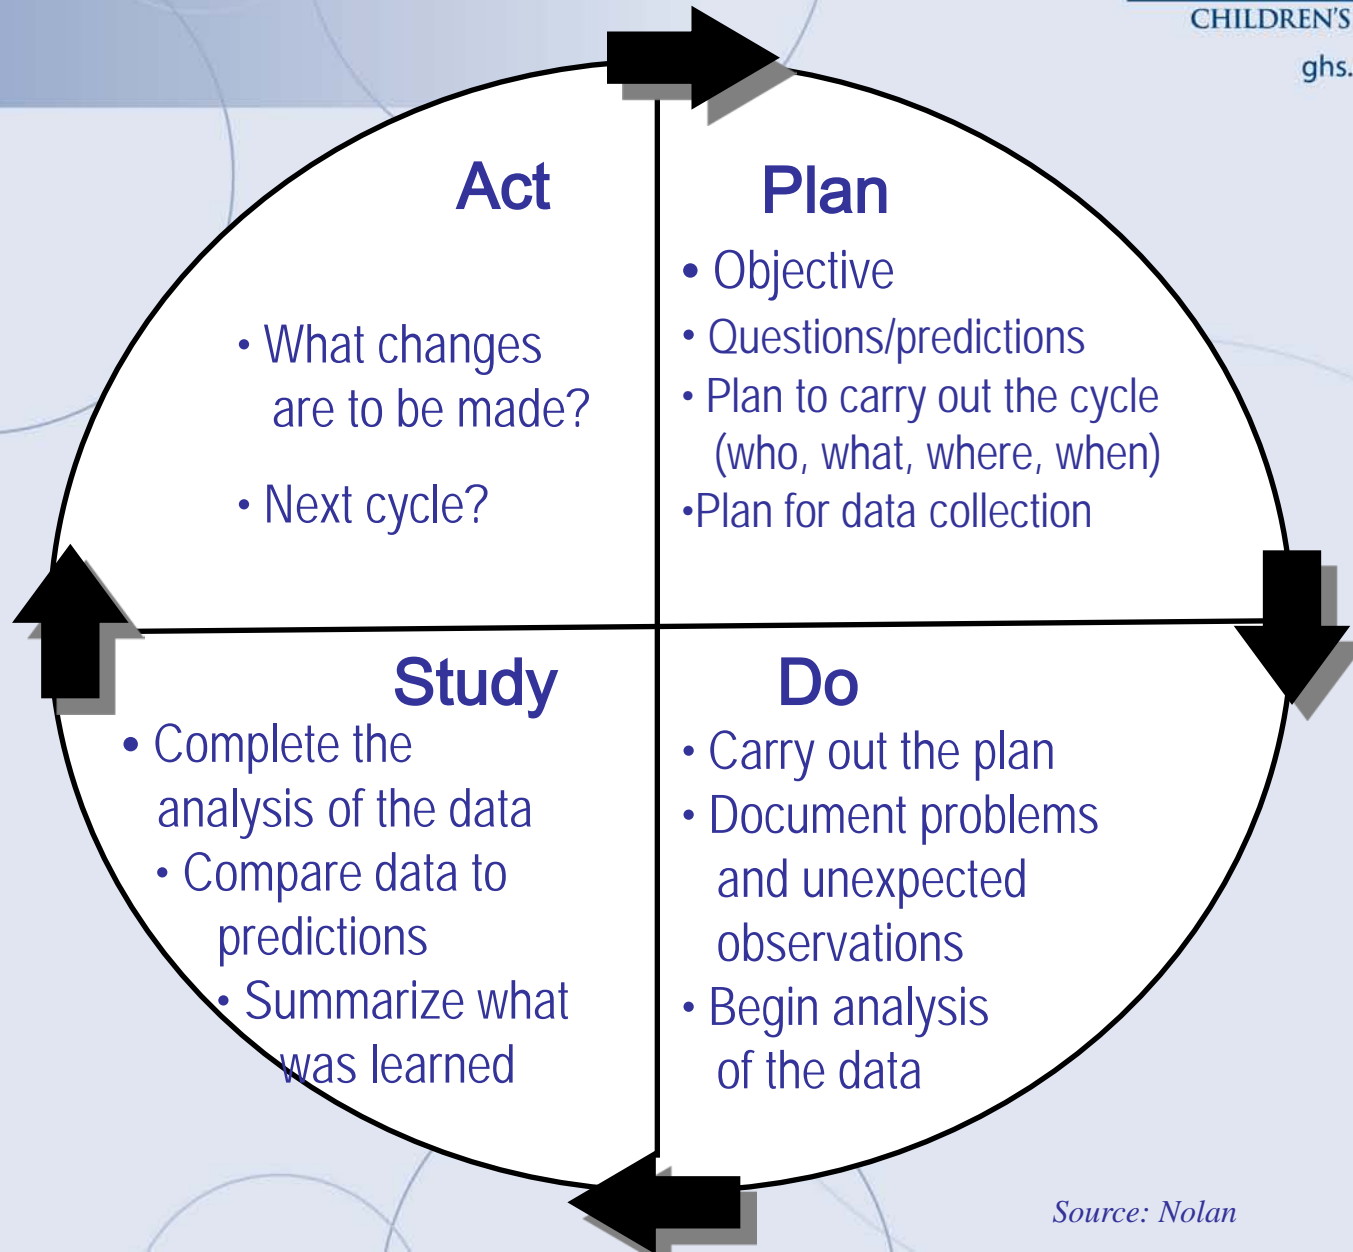 CHILDREN'S
ghs.
Act
• What changes
are to be made?
• Next cycle?
Plan
• Objective
• Questions/predictions
• Plan to carry out the cycle
(who, what, where, when)
•Plan for data collection
Study
• Complete the
analysis of the data
• Compare data to
predictions
• Summarize what
was learned
Do
• Carry out the plan
• Document problems
and unexpected
observations
• Begin analysis
of the data
Source: Nolan